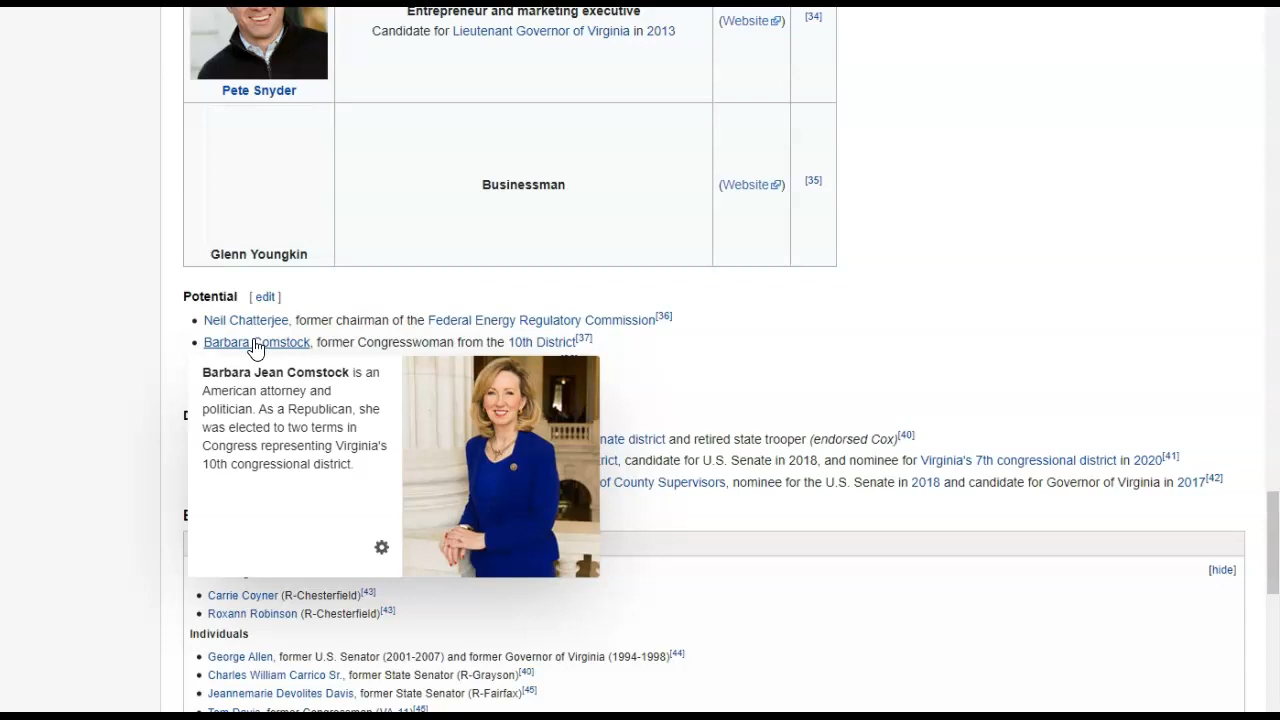 Entrepreneur and marketing executive
Candidate for Lieutenant Governor of Virginia in 2013
(Website)
[34]
Pete Snyder
Businessman
(Website)
[35]
Glenn Youngkin
Potential [ edit ]
• Neil Chatterjee, former chairman of the Federal Energy Regulatory Commission[36]
• Barbara Comstock, former Congresswoman from the 10th District[37]
Barbara Jean Comstock is an
American attorney and
politician. As a Republican, she
was elected to two terms in
Congress representing Virginia's
10th congressional district.
nate district and retired state trooper (endorsed Cox)[40]
rict, candidate for U.S. Senate in 2018, and nominee for Virginia's 7th congressional district in 2020[41]
of County Supervisors, nominee for the U.S. Senate in 2018 and candidate for Governor of Virginia in 2017[42]
[hide]
• Carrie Coyner (R-Chesterfield)[43]
• Roxann Robinson (R-Chesterfield)[43]
Individuals
• George Allen, former U.S. Senator (2001-2007) and former Governor of Virginia (1994-1998)[44]
• Charles William Carrico Sr., former State Senator (R-Grayson)[40]
• Jeannemarie Devolites Davis, former State Senator (R-Fairfax)[45]
• Tom Davis, former Congressman (VA-11)[45]